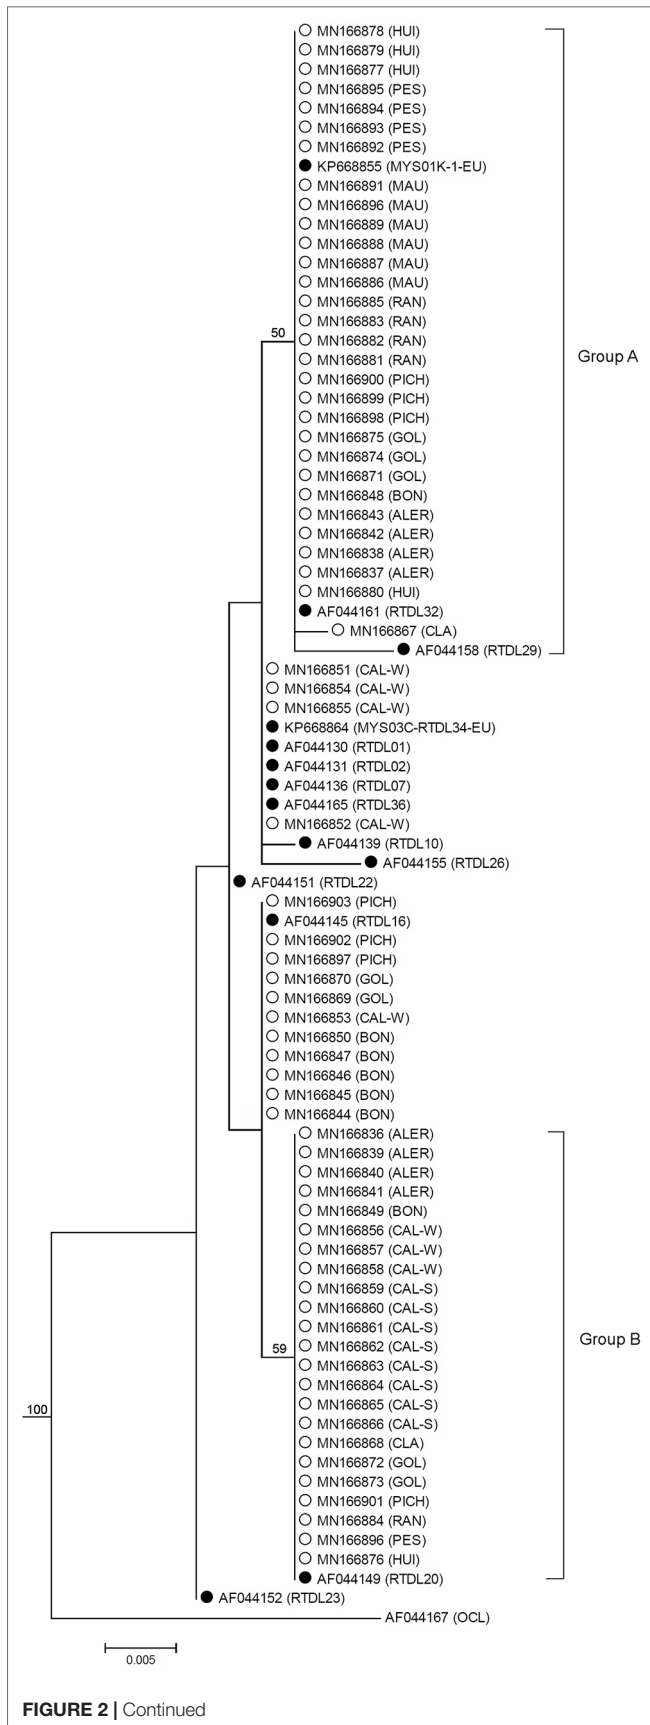 MN166878 (HUI)
MN166879 (HUI)
MN166877 (HUI)
MN166895 (PES)
MN166894 (PES)
MN166893 (PES)
MN166892 (PES)
KP668855 (MYS01K-1-EU)
MN166891 (MAU)
MN166896 (MAU)
MN166889 (MAU)
MN166888 (MAU)
MN166887 (MAU)
MN166886 (MAU)
MN166885 (RAN)
MN166883 (RAN)
50
MN166882 (RAN)
MN166881 (RAN)
Group A
MN166900 (PICH)
MN166899 (PICH)
MN166898 (PICH)
MN166875 (GOL)
MN166874 (GOL)
MN166871 (GOL)
MN166848 (BON)
MN166843 (ALER)
MN166842 (ALER)
MN166838 (ALER)
MN166837 (ALER)
MN166880 (HUI)
AF044161 (RTDL32)
MN166867 (CLA)
AF044158 (RTDL29)
MN166851 (CAL-W)
MN166854 (CAL-W)
MN166855 (CAL-W)
KP668864 (MYS03C-RTDL34-EU)
AF044130 (RTDL01)
AF044131 (RTDL02)
AF044136 (RTDL07)
AF044165 (RTDL36)
MN166852 (CAL-W)
AF044139 (RTDL10)
AF044155 (RTDL26)
AF044151 (RTDL22)
MN166903 (PICH)
AF044145 (RTDL16)
MN166902 (PICH)
MN166897 (PICH)
MN166870 (GOL)
MN166869 (GOL)
MN166853 (CAL-W)
MN166850 (BON)
MN166847 (BON)
MN166846 (BON)
MN166845 (BON)
MN166844 (BON)
MN166836 (ALER)
MN166839 (ALER)
MN166840 (ALER)
MN166841 (ALER)
MN166849 (BON)
MN166856 (CAL-W)
MN166857 (CAL-W)
MN166858 (CAL-W)
MN166859 (CAL-S)
MN166860 (CAL-S)
MN166861 (CAL-S)
Group B
59
MN166862 (CAL-S)
MN166863 (CAL-S)
MN166864 (CAL-S)
MN166865 (CAL-S)
100
MN166866 (CAL-S)
MN166868 (CLA)
MN166872 (GOL)
MN166873 (GOL)
MN166901 (PICH)
MN166884 (RAN)
MN166896 (PES)
MN166876 (HUI)
AF044149 (RTDL20)
AF044152 (RTDL23)
AF044167 (OCL)
0.005
FIGURE 2 | Continued